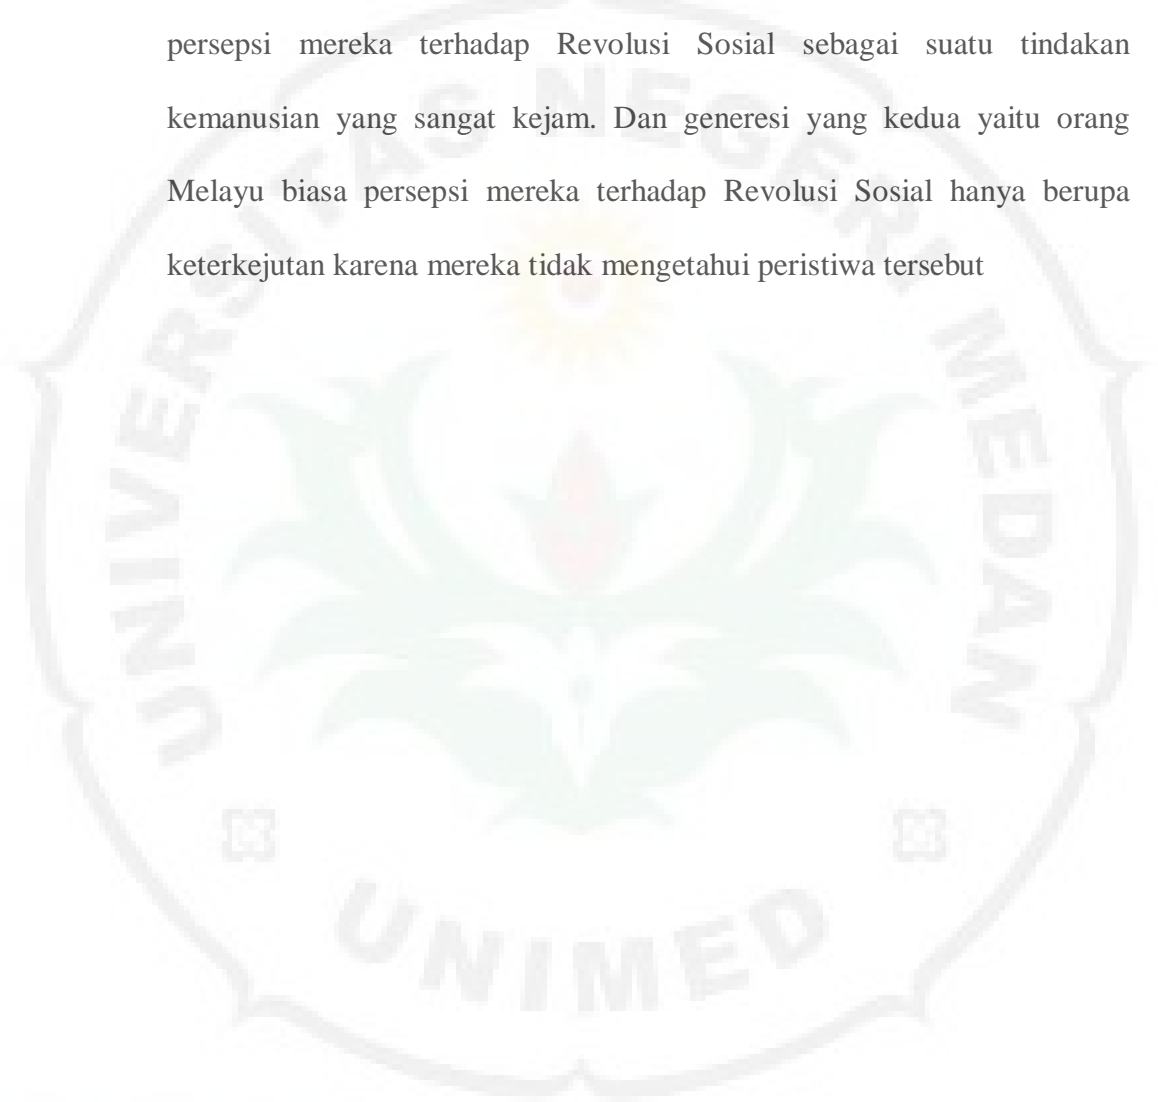 persepsi mereka terhadap Revolusi Sosial sebagai suatu tindakan
kemanusian yang sangat kejam. Dan generesi yang kedua yaitu orang
Melayu biasa persepsi mereka terhadap Revolusi Sosial hanya berupa
keterkejutan karena mereka tidak mengetahui peristiwa tersebut
UNIVERSITAS NEGERI MEDAN
UNIMED